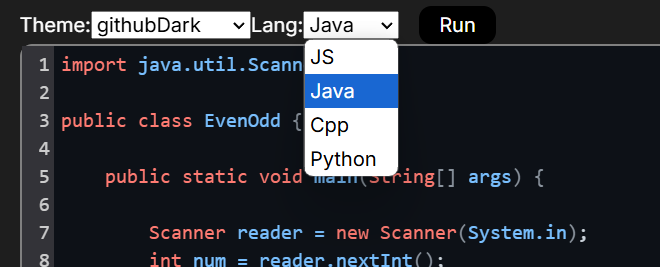 Theme: githubDark Lang: Java Run
JS
Java
Cpp
Python
1 import java.util.Scann
2
3 public class EvenOdd {
4
5 public static void main(String[] args) {
6
7 Scanner reader = new Scanner(System.in);
8 int num = reader.nextInt();